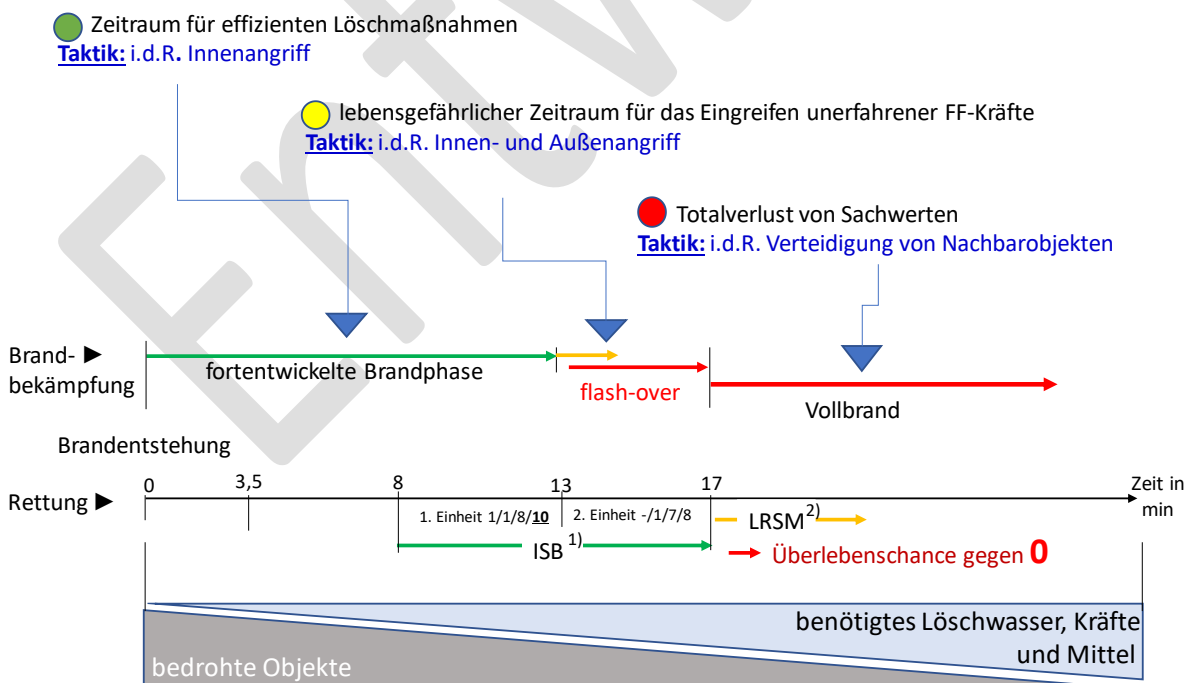 Zeitraum für effizienten Löschmaßnahmen
Taktik: i.d.R. Innenangriff
lebensgefährlicher Zeitraum für das Eingreifen unerfahrener FF-Kräfte
Taktik: i.d.R. Innen- und Außenangriff
Totalverlust von Sachwerten
Taktik: i.d.R. Verteidigung von Nachbarobjekten
Brand- ►
bekämpfung
fortentwickelte Brandphase
flash-over
Vollbrand
Brandentstehung
Rettung ►
0 3,5 8 13 17
Zeit in
min
1. Einheit 1/1/8/10
2. Einheit -/1/7/8
ISB 1)
LRSM 2)
Überlebenschance gegen 0
benötigtes Löschwasser, Kräfte
und Mittel
bedrohte Objekte
Entw